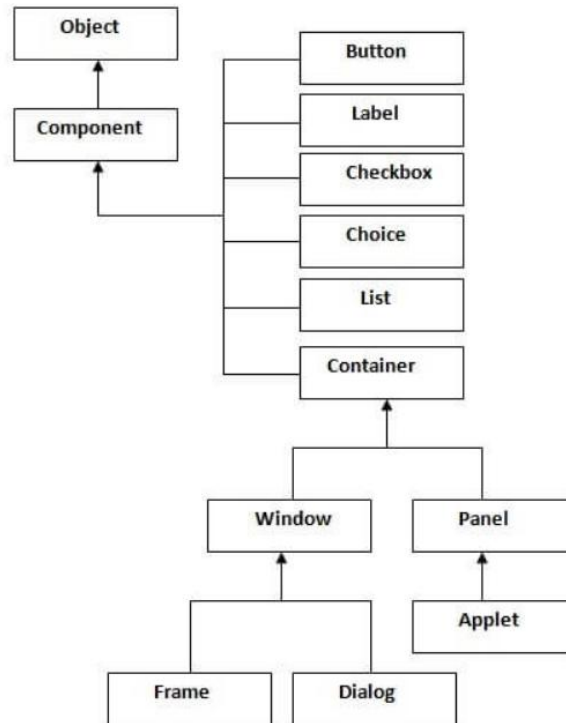 Object
Component
Button
Label
Checkbox
Choice
List
Container
Window
Panel
Applet
Frame
Dialog